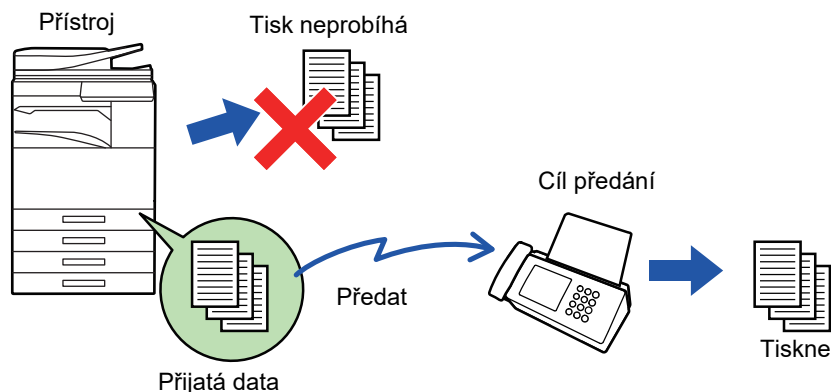 Přístroj
Tisk neprobíhá
Cíl předání
Předat
Tiskne
Přijatá data